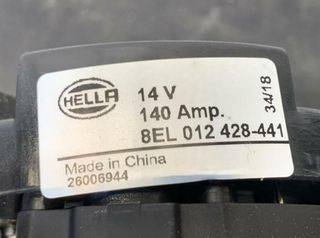 HELLA
14 V
140 Amp.
8EL 012 428-441
34/18
Made in China
26006944